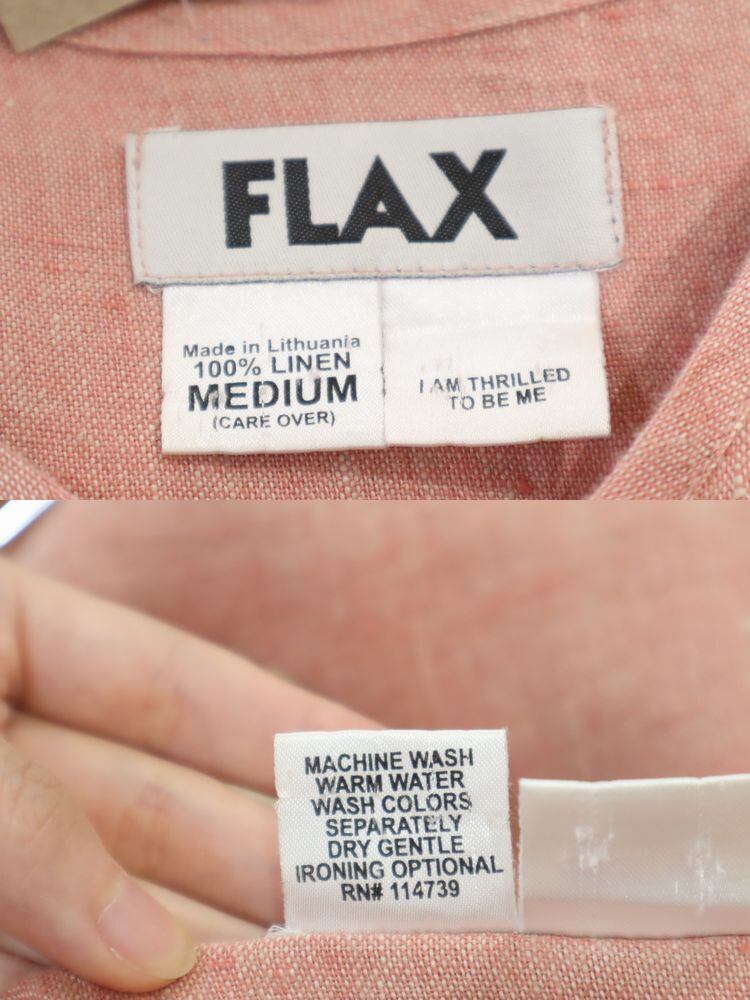 FLAX
Made in Lithuania
100% LINEN
MEDIUM
(CARE OVER)
I AM THRILLED
TO BE ME
MACHINE WASH
WARM WATER
WASH COLORS
SEPARATELY
DRY GENTLE
IRONING OPTIONAL
RN# 114739